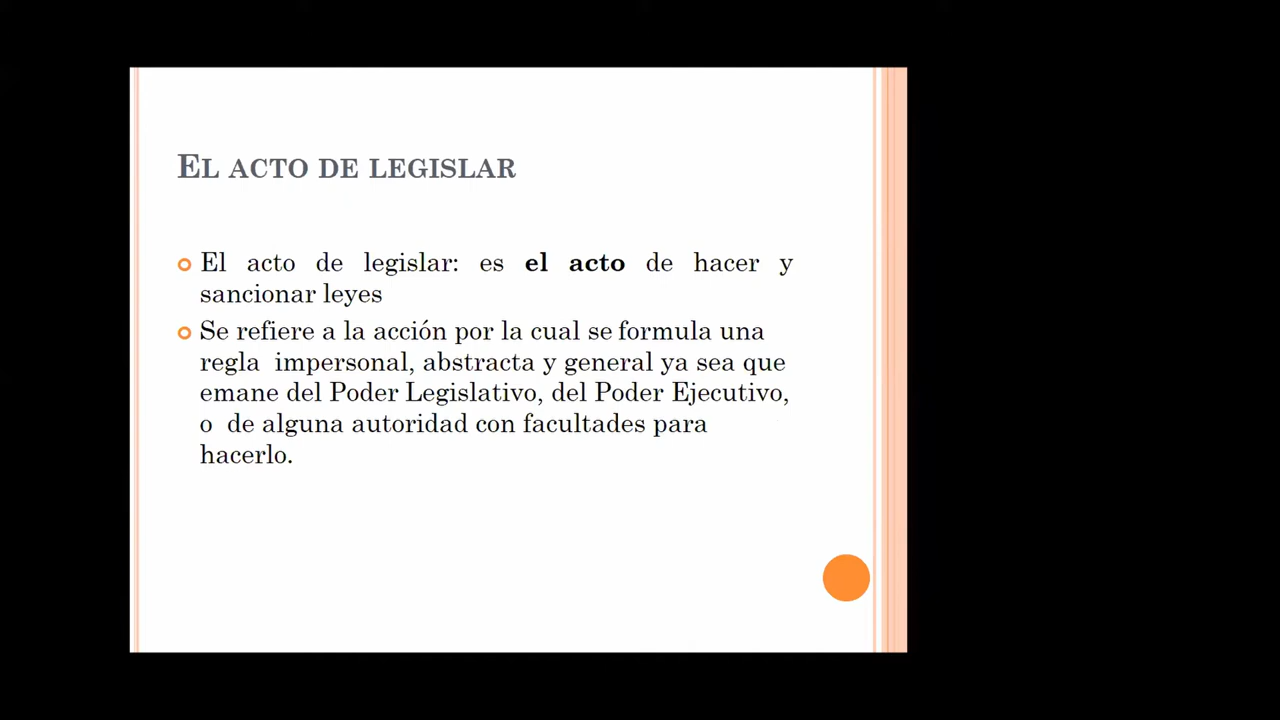 El acto de legislar
El acto de legislar: es el acto de hacer y
sancionar leyes
Se refiere a la acción por la cual se formula una
regla impersonal, abstracta y general ya sea que
emane del Poder Legislativo, del Poder Ejecutivo,
o de alguna autoridad con facultades para
hacerlo.